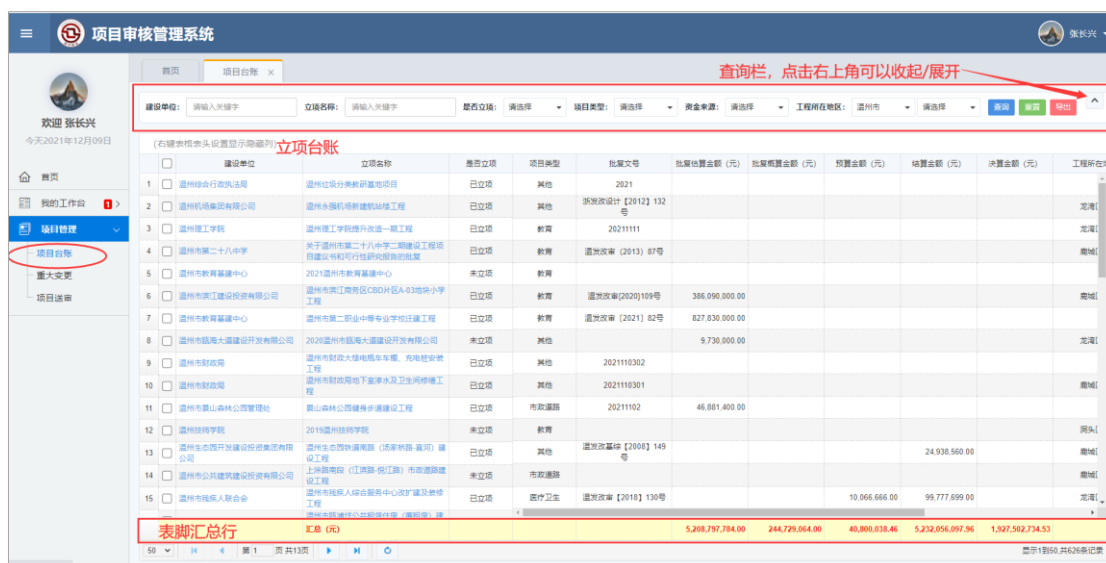 项目审核管理系统
张长兴
首页
项目台账 ×
查询栏，点击右上角可以收起/展开
欢迎 张长兴
今天2021年12月09日
建设单位： 请输入关键字 立项名称： 请输入关键字 是否立项： 请选择 项目类型： 请选择 资金来源： 请选择 工程所在地区： 温州市 请选择 查询 重置 导出
(右键表格表头设置显示隐藏列)
立项台账
首页
我的工作台 1
项目管理
项目台账
重大变更
项目送审
建设单位 立项名称 是否立项 项目类型 批复文号 批复估算金额（元） 批复概算金额（元） 预算金额（元） 结算金额（元） 决算金额（元） 工程所在地
1 温州综合行政执法局 温州垃圾分类教研基地项目 已立项 其他 2021
2 温州机场集团有限公司 温州永强机场新建航站楼工程 已立项 其他 浙发改设计【2012】132号 龙湾区
3 温州理工学院 温州理工学院提升改造一期工程 已立项 教育 20211111
4 温州市第二十八中学 关于温州市第二十八中学二期建设工程项目建议书和可行性研究报告的批复 已立项 教育 温发改审（2013）87号 鹿城区
5 温州市教育基建中心 2021温州市教育基建中心 未立项 教育
6 温州市滨江建设投资有限公司 温州市滨江商务区CBD片区A-03地块小学工程 已立项 教育 温发改审[2020]109号 386,090,000.00 鹿城区
7 温州市教育基建中心 温州市第二职业中等专业学校迁建工程 已立项 教育 温发改审［2021］82号 827,830,000.00
8 温州市瓯海大道建设开发有限公司 2020温州市瓯海大道建设开发有限公司 未立项 其他 9,730,000.00 龙湾区
9 温州市财政局 温州市财政大楼电瓶车车棚、充电桩安装工程 已立项 其他 2021110302
10 温州市财政局 温州市财政局地下室渗水及卫生间修缮工程 已立项 其他 2021110301 鹿城区
11 温州市景山森林公园管理处 景山森林公园健身步道建设工程 已立项 市政道路 20211102 46,881,400.00
12 温州技师学院 2019温州技师学院 未立项 教育 洞头区
13 温州生态园开发建设投资集团有限公司 温州生态园轨道南路（汤家桥路-直河）建设工程 已立项 其他 温发改基综【2008】149号 24,938,560.00 鹿城区
14 温州市公共建筑建设投资有限公司 上涂路南段（江滨路-悦江路）市政道路建设工程 未立项 市政道路 鹿城区
15 温州市残疾人联合会 温州市残疾人综合服务中心改扩建及装修工程 已立项 医疗卫生 温发改审【2018】130号 10,066,666.00 99,777,699.00 龙湾区
表脚汇总行
汇总（元） 5,208,797,784.00 244,729,064.00 40,800,038.46 5,232,056,097.96 1,927,502,734.53
50 第 1 页 共13页 显示1到50,共626条记录